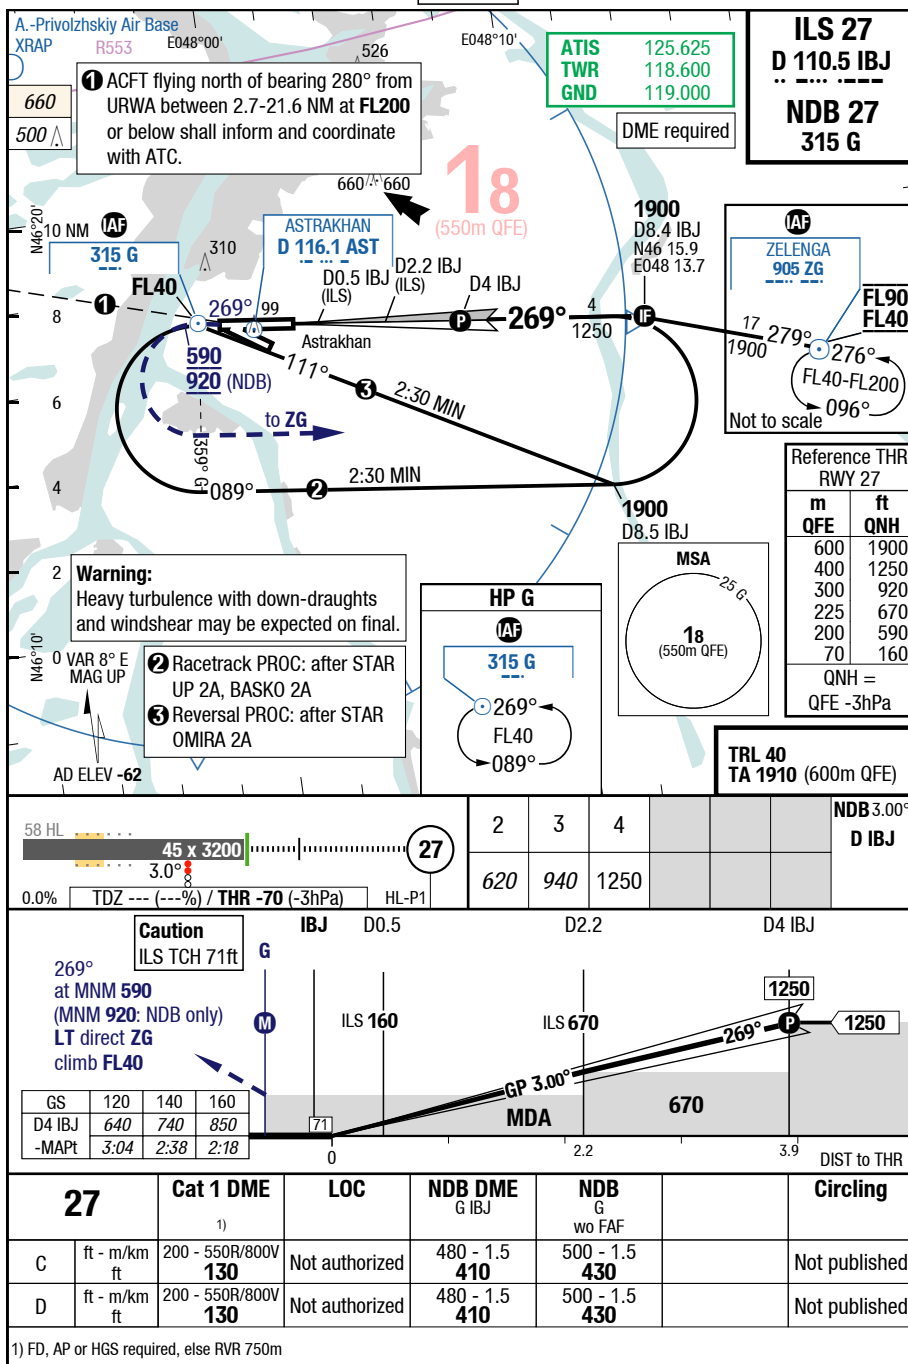 A.-Privolzhskiy Air Base
XRAP
R553
E048°00'
E048°10'
526
ILS 27
D 110.5 IBJ
NDB 27
315 G
ATIS 125.625
TWR 118.600
GND 119.000
DME required
660
500
1 ACFT flying north of bearing 280° from
URWA between 2.7-21.6 NM at FL200
or below shall inform and coordinate
with ATC.
660 660
18
(550m QFE)
N46°20'
10 NM
IAF
315 G
FL40
310
ASTRAKHAN
D 116.1 AST
1900
D8.4 IBJ
N46 15.9
E048 13.7
IAF
ZELENGA
905 ZG
FL90
FL40
17
279°
1900
276°
FL40-FL200
096°
Not to scale
D0.5 IBJ
(ILS)
D2.2 IBJ
(ILS)
D4 IBJ
1
8
269°
99
Astrakhan
P
269°
4
1250
IF
590
920 (NDB)
111°
3
2:30 MIN
6
to ZG
359° G
4
089°
2
2:30 MIN
1900
D8.5 IBJ
Reference THR
RWY 27
m ft
QFE QNH
600 1900
400 1250
300 920
225 670
200 590
70 160
QNH =
QFE -3hPa
MSA
25 G
18
(550m QFE)
2
Warning:
Heavy turbulence with down-draughts
and windshear may be expected on final.
HP G
IAF
315 G
269°
FL40
089°
N46°10'
0
VAR 8° E
MAG UP
2 Racetrack PROC: after STAR
UP 2A, BASKO 2A
3 Reversal PROC: after STAR
OMIRA 2A
AD ELEV -62
TRL 40
TA 1910 (600m QFE)
58 HL
45 x 3200
27
3.0°
0.0%
TDZ --- (---%) / THR -70 (-3hPa)
HL-P1
2 3 4
NDB 3.00°
D IBJ
620 940 1250
Caution
ILS TCH 71ft
IBJ D0.5 D2.2 D4 IBJ
G
269°
at MNM 590
(MNM 920: NDB only)
LT direct ZG
climb FL40
M
ILS 160
ILS 670
1250
269°
P
1250
GP 3.00°
MDA
670
GS 120 140 160
D4 IBJ 640 740 850
-MAPt 3:04 2:38 2:18
71
0 2.2 3.9
DIST to THR
27
Cat 1 DME
1)
LOC
NDB DME
G IBJ
NDB
G
wo FAF
Circling
C
ft - m/km
ft
200 - 550R/800V
130
Not authorized
480 - 1.5
410
500 - 1.5
430
Not published
D
ft - m/km
ft
200 - 550R/800V
130
Not authorized
480 - 1.5
410
500 - 1.5
430
Not published
1) FD, AP or HGS required, else RVR 750m